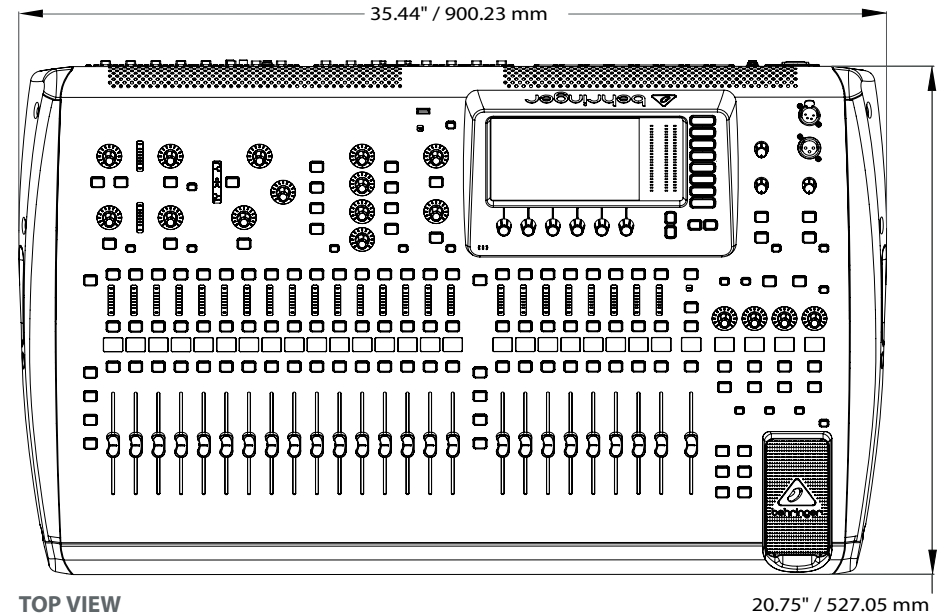 35.44" / 900.23 mm
behringer
behringer
TOP VIEW
20.75" / 527.05 mm